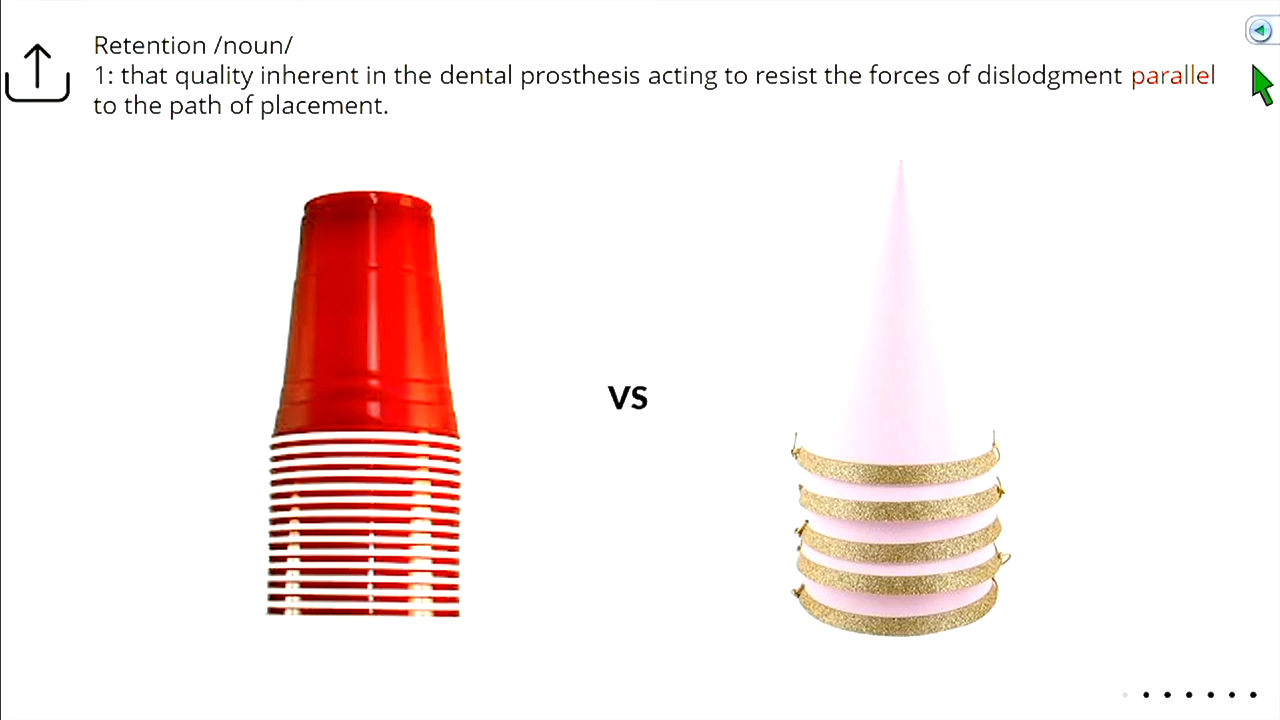 Retention /noun/
1: that quality inherent in the dental prosthesis acting to resist the forces of dislodgment parallel
to the path of placement.
VS